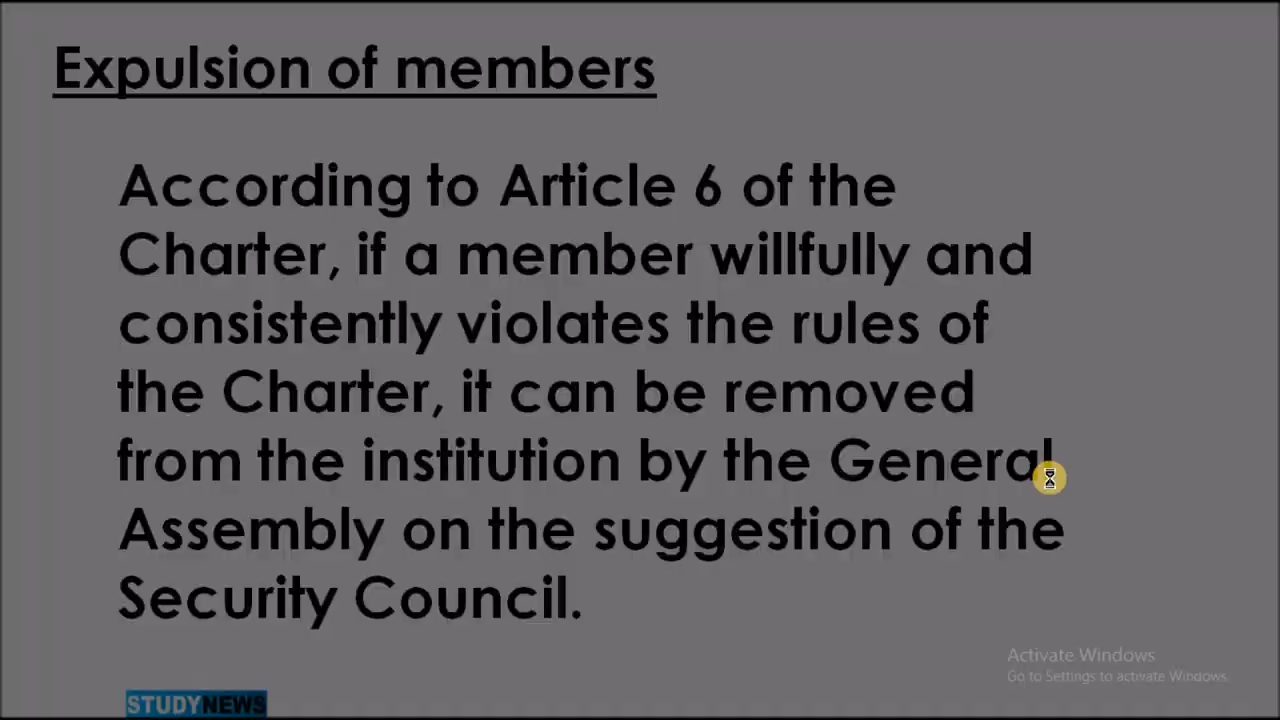 Expulsion of members
According to Article 6 of the
Charter, if a member willfully and
consistently violates the rules of
the Charter, it can be removed
from the institution by the General
Assembly on the suggestion of the
Security Council.
Activate Windows
Go to Settings to activate Windows.
STUDYNEWS